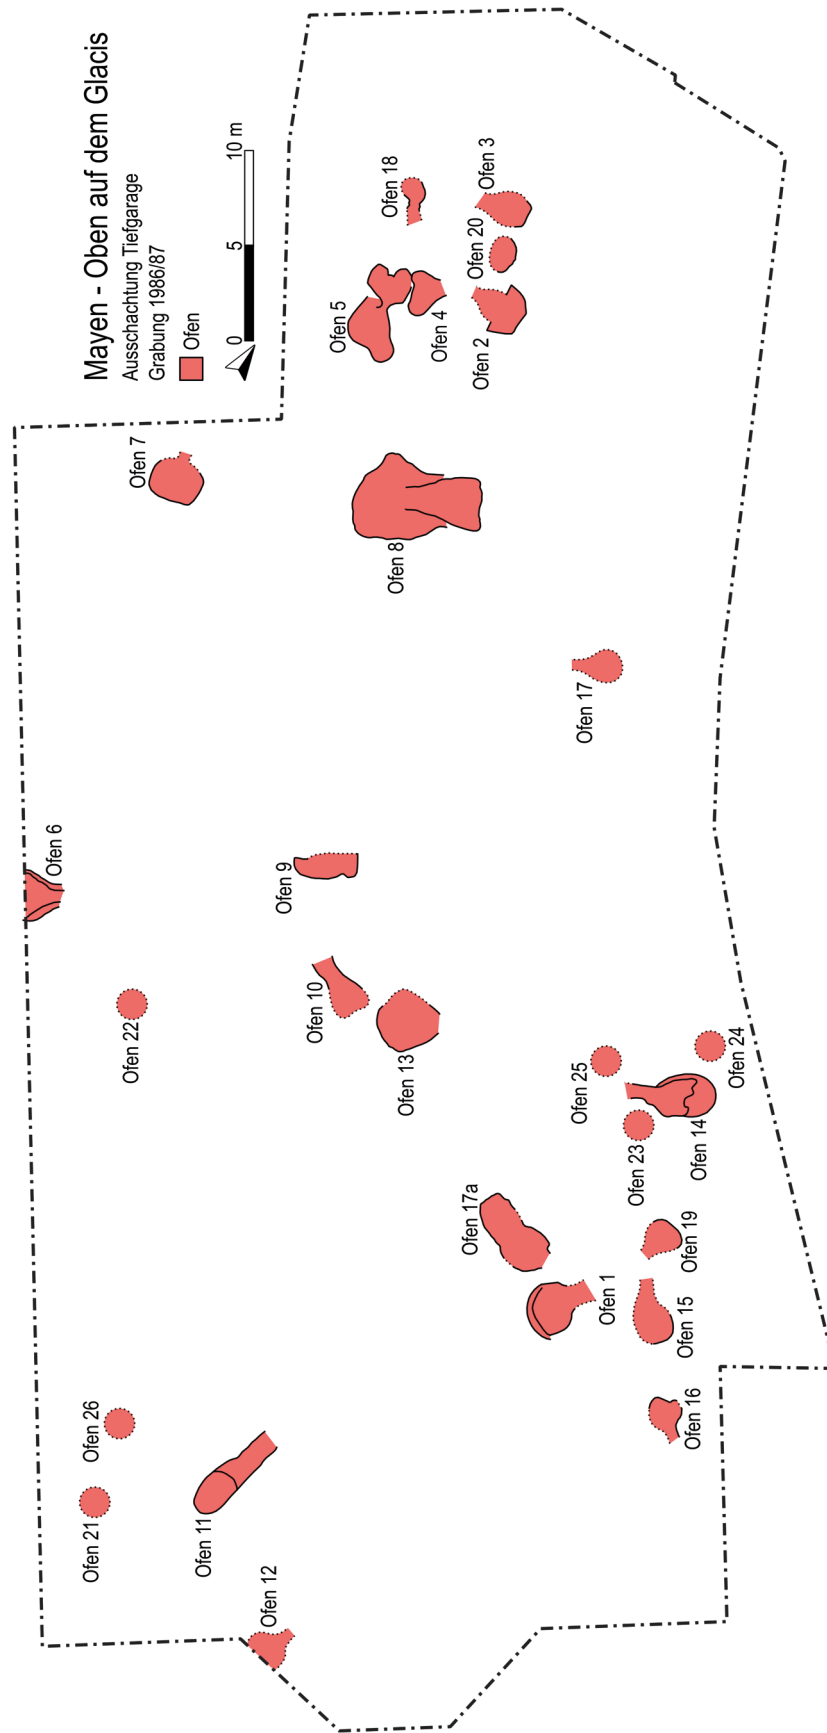 Mayen - Oben auf dem Glacis
Ausschachtung Tiefgarage
Grabung 1986/87
Ofen
0 5 10 m
Ofen 21
Ofen 26
Ofen 22
Ofen 6
Ofen 7
Ofen 12
Ofen 11
Ofen 10
Ofen 9
Ofen 13
Ofen 8
Ofen 5
Ofen 18
Ofen 4
Ofen 2
Ofen 20
Ofen 3
Ofen 17a
Ofen 17
Ofen 1
Ofen 25
Ofen 23
Ofen 14
Ofen 24
Ofen 16
Ofen 15
Ofen 19